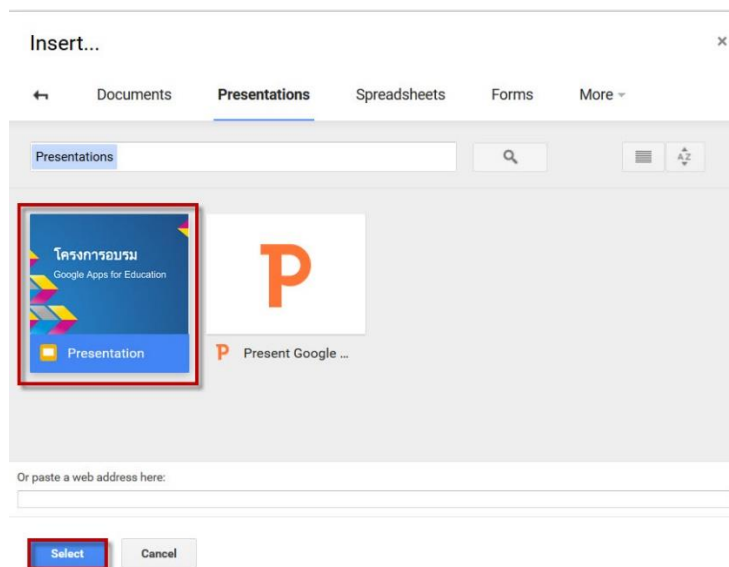 Insert...
×
Documents Presentations Spreadsheets Forms More
Presentations
A Z
โครงการอบรม
Google Apps for Education
Presentation
P
P Present Google ...
Or paste a web address here:
Select Cancel